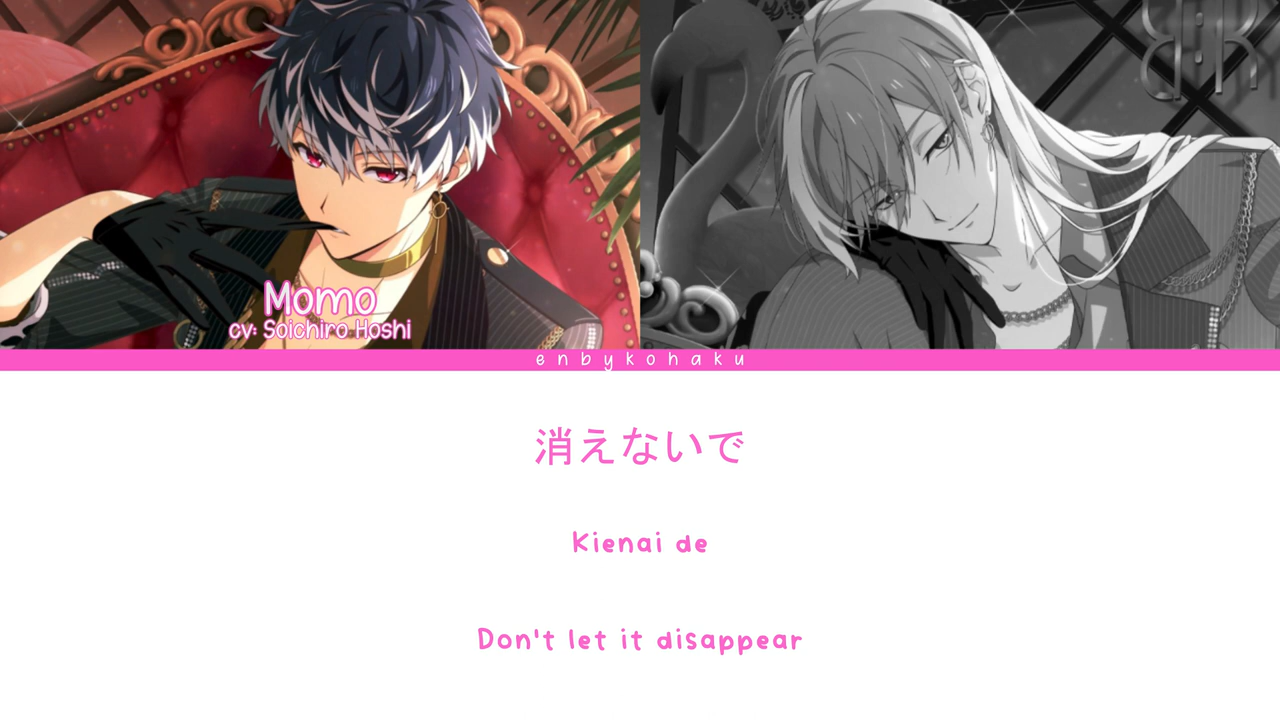 Momo
cv: Soichiro Hoshi
enbykohaku
消えないで
Kienai de
Don't let it disappear